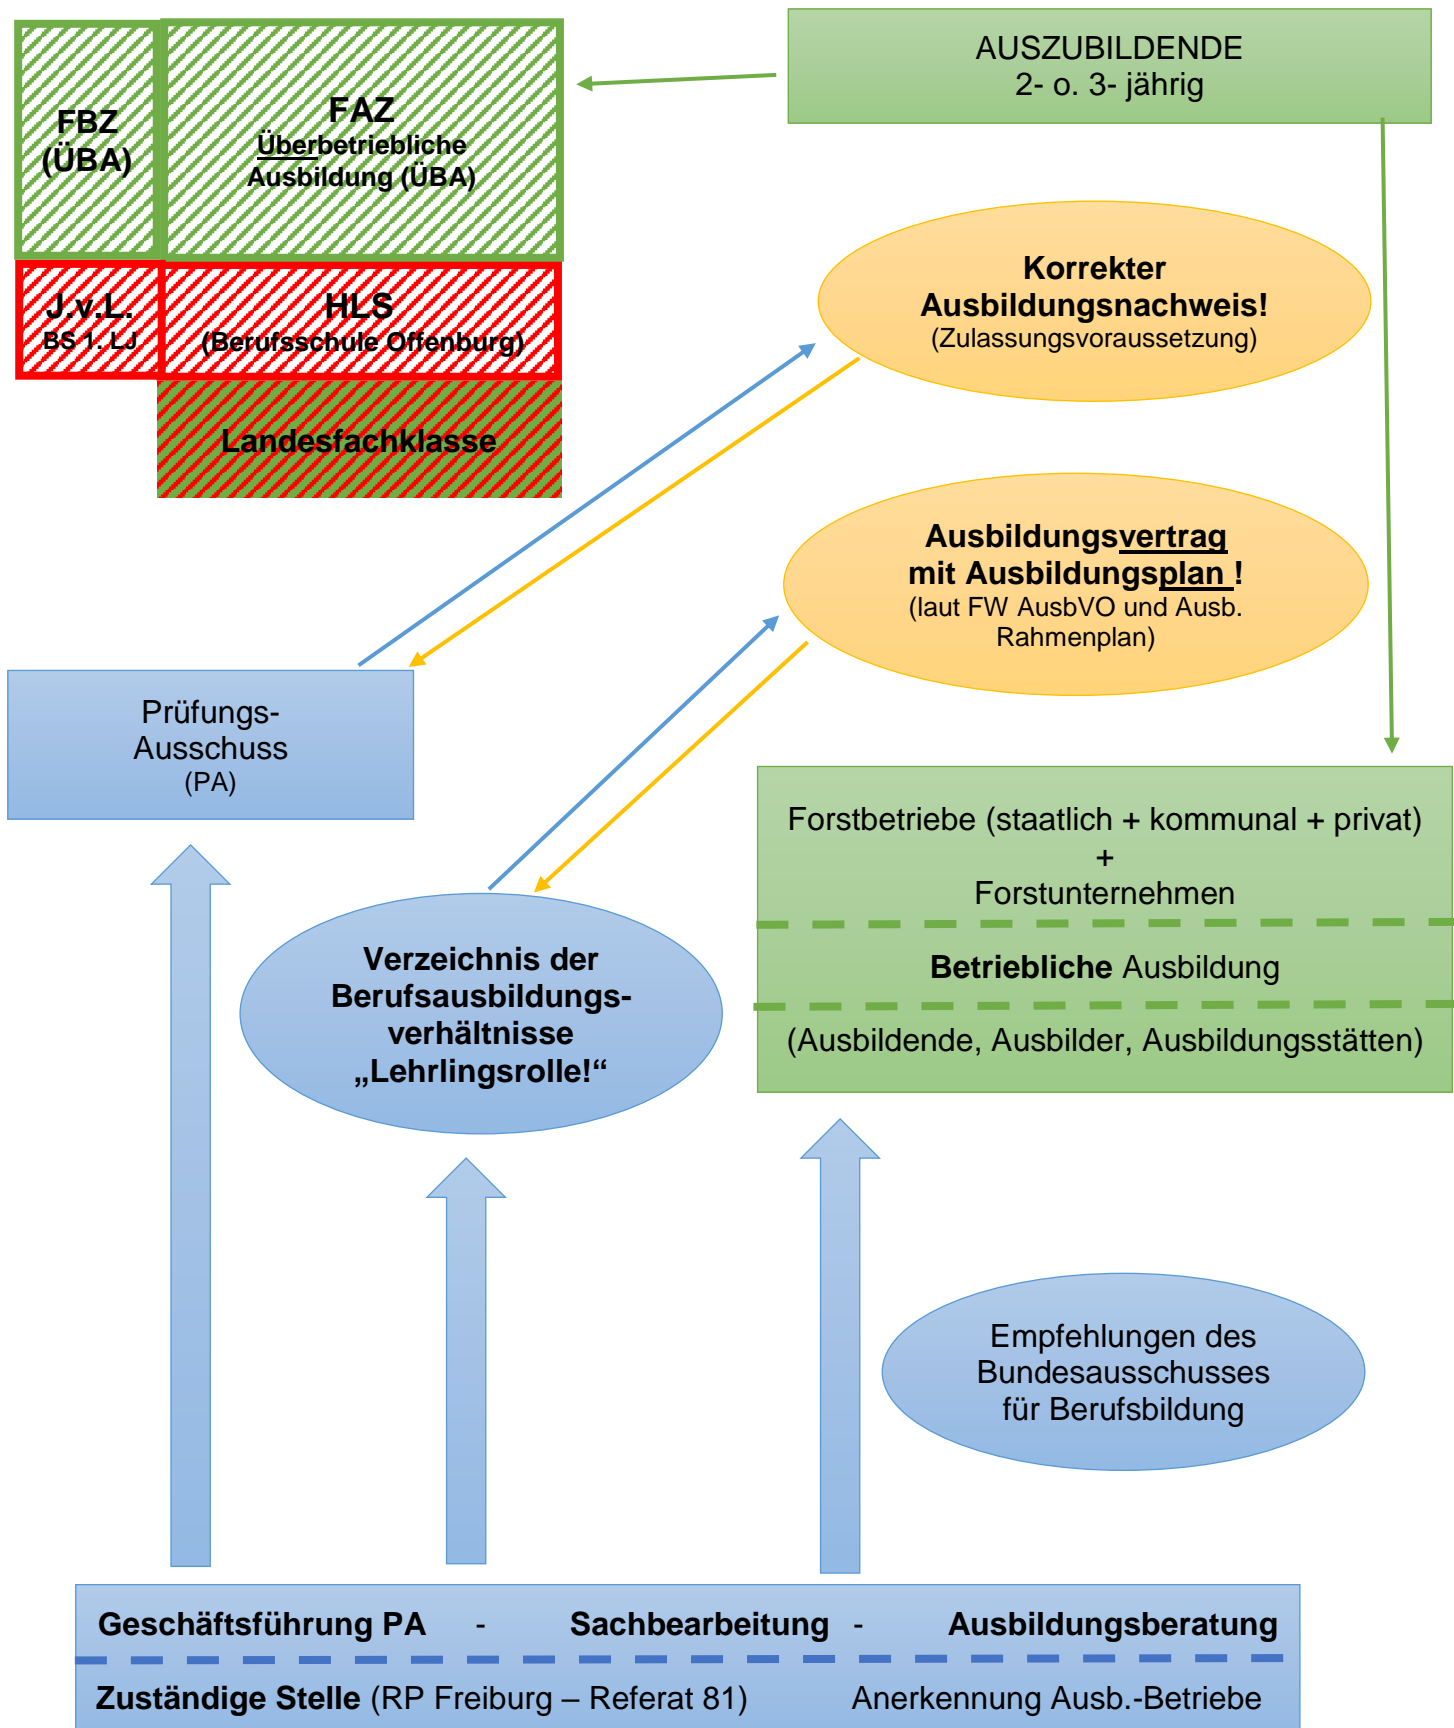 AUSZUBILDENDE
2- o. 3- jährig
FBZ
(ÜBA)
FAZ
Überbetriebliche
Ausbildung (ÜBA)
J.v.L.
BS 1. LJ
HLS
(Berufsschule Offenburg)
Landesfachklasse
Korrekter
Ausbildungsnachweis!
(Zulassungsvoraussetzung)
Ausbildungsvertrag
mit Ausbildungsplan !
(laut FW AusbVO und Ausb.
Rahmenplan)
Prüfungs-
Ausschuss
(PA)
Forstbetriebe (staatlich + kommunal + privat)
+
Forstunternehmen
Betriebliche Ausbildung
(Ausbildende, Ausbilder, Ausbildungsstätten)
Verzeichnis der
Berufsausbildungs-
verhältnisse
„Lehrlingsrolle!“
Empfehlungen des
Bundesausschusses
für Berufsbildung
Geschäftsführung PA - Sachbearbeitung - Ausbildungsberatung
Zuständige Stelle (RP Freiburg – Referat 81) Anerkennung Ausb.-Betriebe